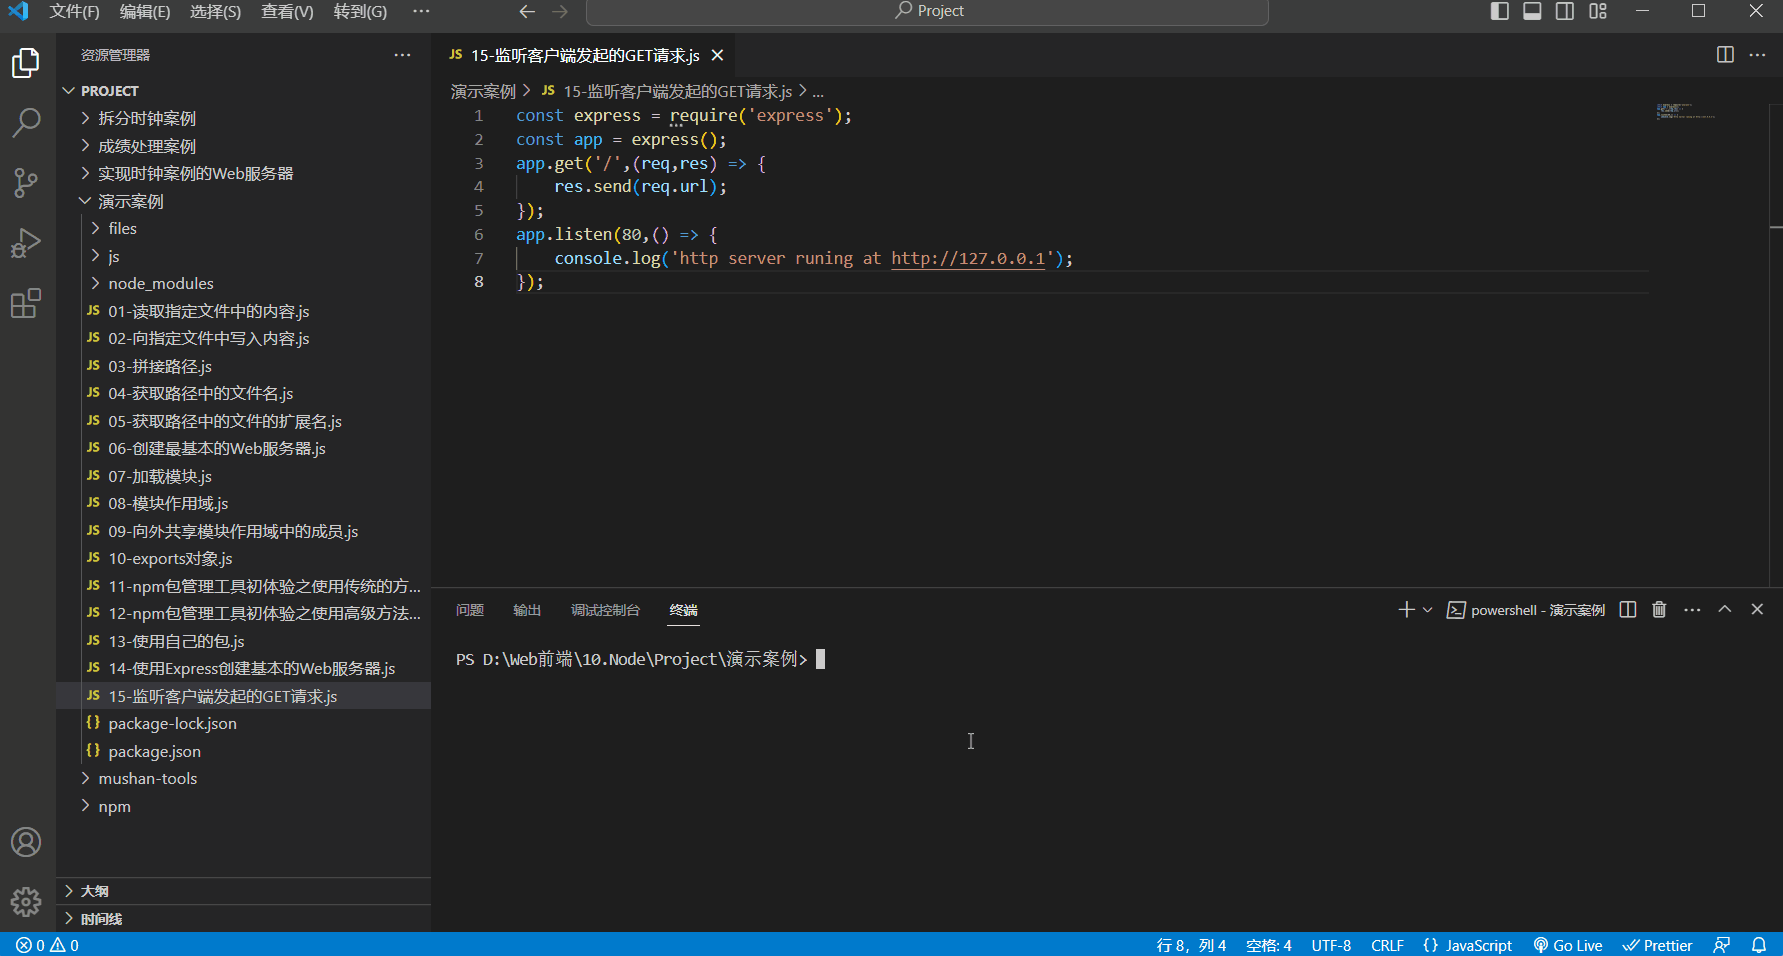 文件(F) 编辑(E) 选择(S) 查看(V) 转到(G) ··· Project
资源管理器 ···
PROJECT
拆分时钟案例
成绩处理案例
实现时钟案例的Web服务器
演示案例
files
js
node_modules
JS 01-读取指定文件中的内容.js
JS 02-向指定文件中写入内容.js
JS 03-拼接路径.js
JS 04-获取路径中的文件名.js
JS 05-获取路径中的文件的扩展名.js
JS 06-创建最基本的Web服务器.js
JS 07-加载模块.js
JS 08-模块作用域.js
JS 09-向外共享模块作用域中的成员.js
JS 10-exports对象.js
JS 11-npm包管理工具初体验之使用传统的方...
JS 12-npm包管理工具初体验之使用高级方法...
JS 13-使用自己的包.js
JS 14-使用Express创建基本的Web服务器.js
JS 15-监听客户端发起的GET请求.js
{} package-lock.json
{} package.json
mushan-tools
npm
大纲
时间线
JS 15-监听客户端发起的GET请求.js
演示案例 > JS 15-监听客户端发起的GET请求.js > ...
1 const express = require('express');
2 const app = express();
3 app.get('/',(req,res) => {
4 res.send(req.url);
5 });
6 app.listen(80,() => {
7 console.log('http server runing at http://127.0.0.1');
8 });
问题 输出 调试控制台 终端 powershell - 演示案例
PS D:\Web前端\10.Node\Project\演示案例>
0 0 行 8，列 4 空格: 4 UTF-8 CRLF {} JavaScript Go Live Prettier